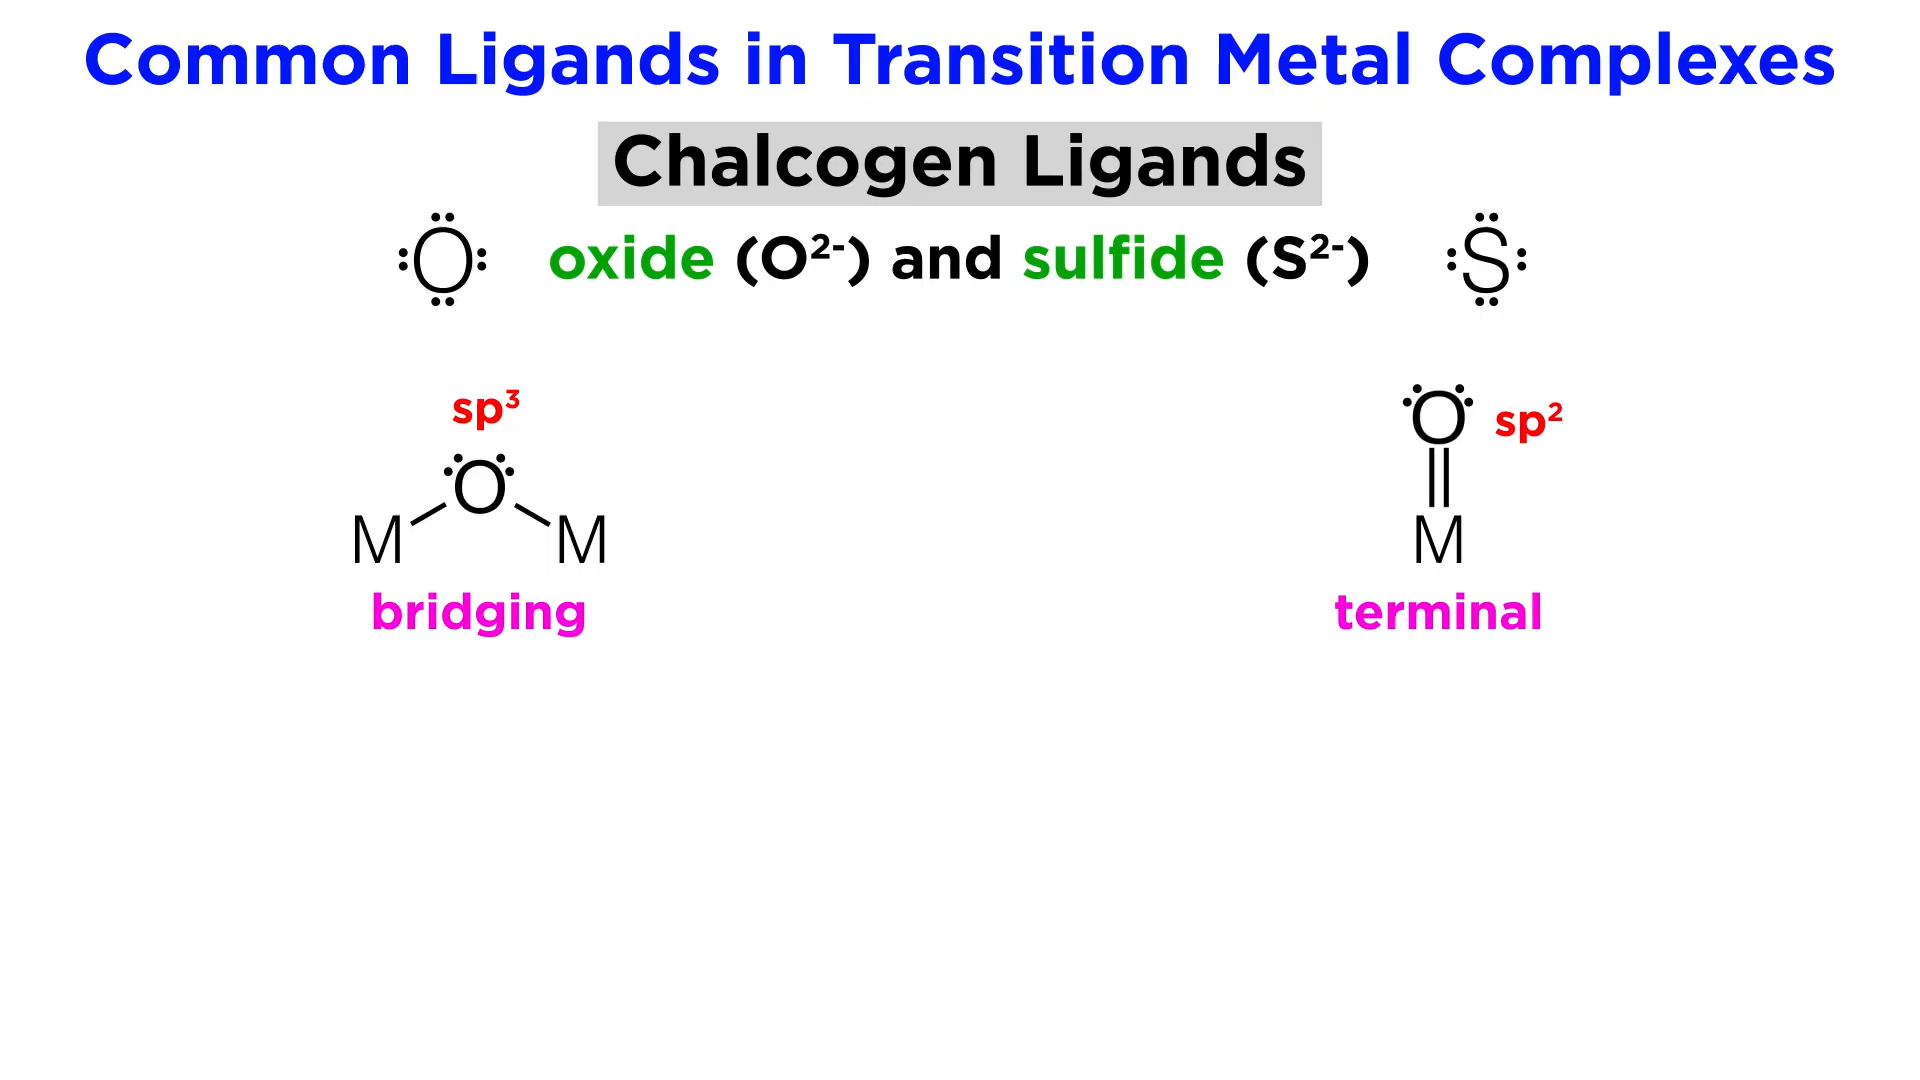 Common Ligands in Transition Metal Complexes
Chalcogen Ligands
O oxide (O²⁻) and sulfide (S²⁻) S
sp³
O
M M
bridging
O sp²
M
terminal